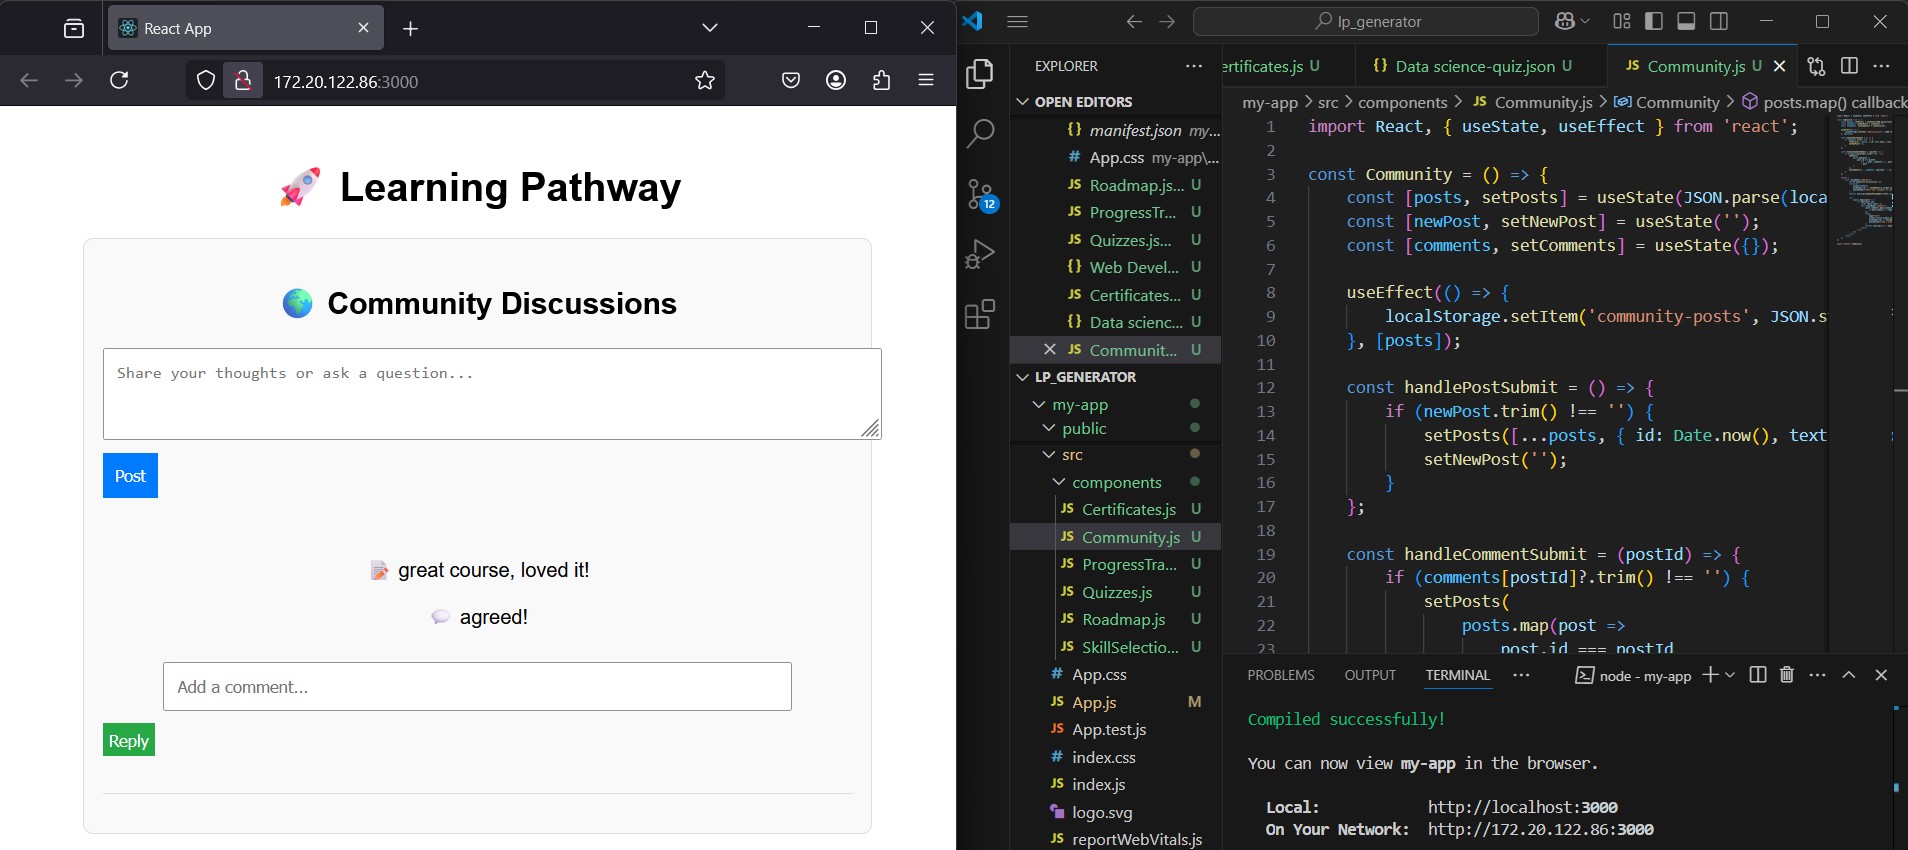 React App
172.20.122.86:3000
🚀 Learning Pathway
🌍 Community Discussions
Share your thoughts or ask a question...
Post
📝 great course, loved it!
💬 agreed!
Add a comment...
Reply
lp_generator
EXPLORER
OPEN EDITORS
{} manifest.json my...
# App.css my-app\...
JS Roadmap.js... U
JS ProgressTr... U
JS Quizzes.js... U
{} Web Devel... U
JS Certificates... U
{} Data scienc... U
JS Communit... U
LP_GENERATOR
my-app
public
src
components
JS Certificates.js U
JS Community.js U
JS ProgressTra... U
JS Quizzes.js U
JS Roadmap.js U
JS SkillSelectio... U
# App.css
JS App.js M
JS App.test.js
# index.css
JS index.js
logo.svg
JS reportWebVitals.js
12
ertificates.js U
{} Data science-quiz.json U
JS Community.js U
my-app > src > components > JS Community.js > Community > posts.map() callback
1 import React, { useState, useEffect } from 'react';
2
3 const Community = () => {
4 const [posts, setPosts] = useState(JSON.parse(loca
5 const [newPost, setNewPost] = useState('');
6 const [comments, setComments] = useState({});
7
8 useEffect(() => {
9 localStorage.setItem('community-posts', JSON.s
10 }, [posts]);
11
12 const handlePostSubmit = () => {
13 if (newPost.trim() !== '') {
14 setPosts([...posts, { id: Date.now(), text
15 setNewPost('');
16 }
17 };
18
19 const handleCommentSubmit = (postId) => {
20 if (comments[postId]?.trim() !== '') {
21 setPosts(
22 posts.map(post =>
23 post.id === postId
PROBLEMS OUTPUT TERMINAL
node - my-app
Compiled successfully!
You can now view my-app in the browser.
Local: http://localhost:3000
On Your Network: http://172.20.122.86:3000